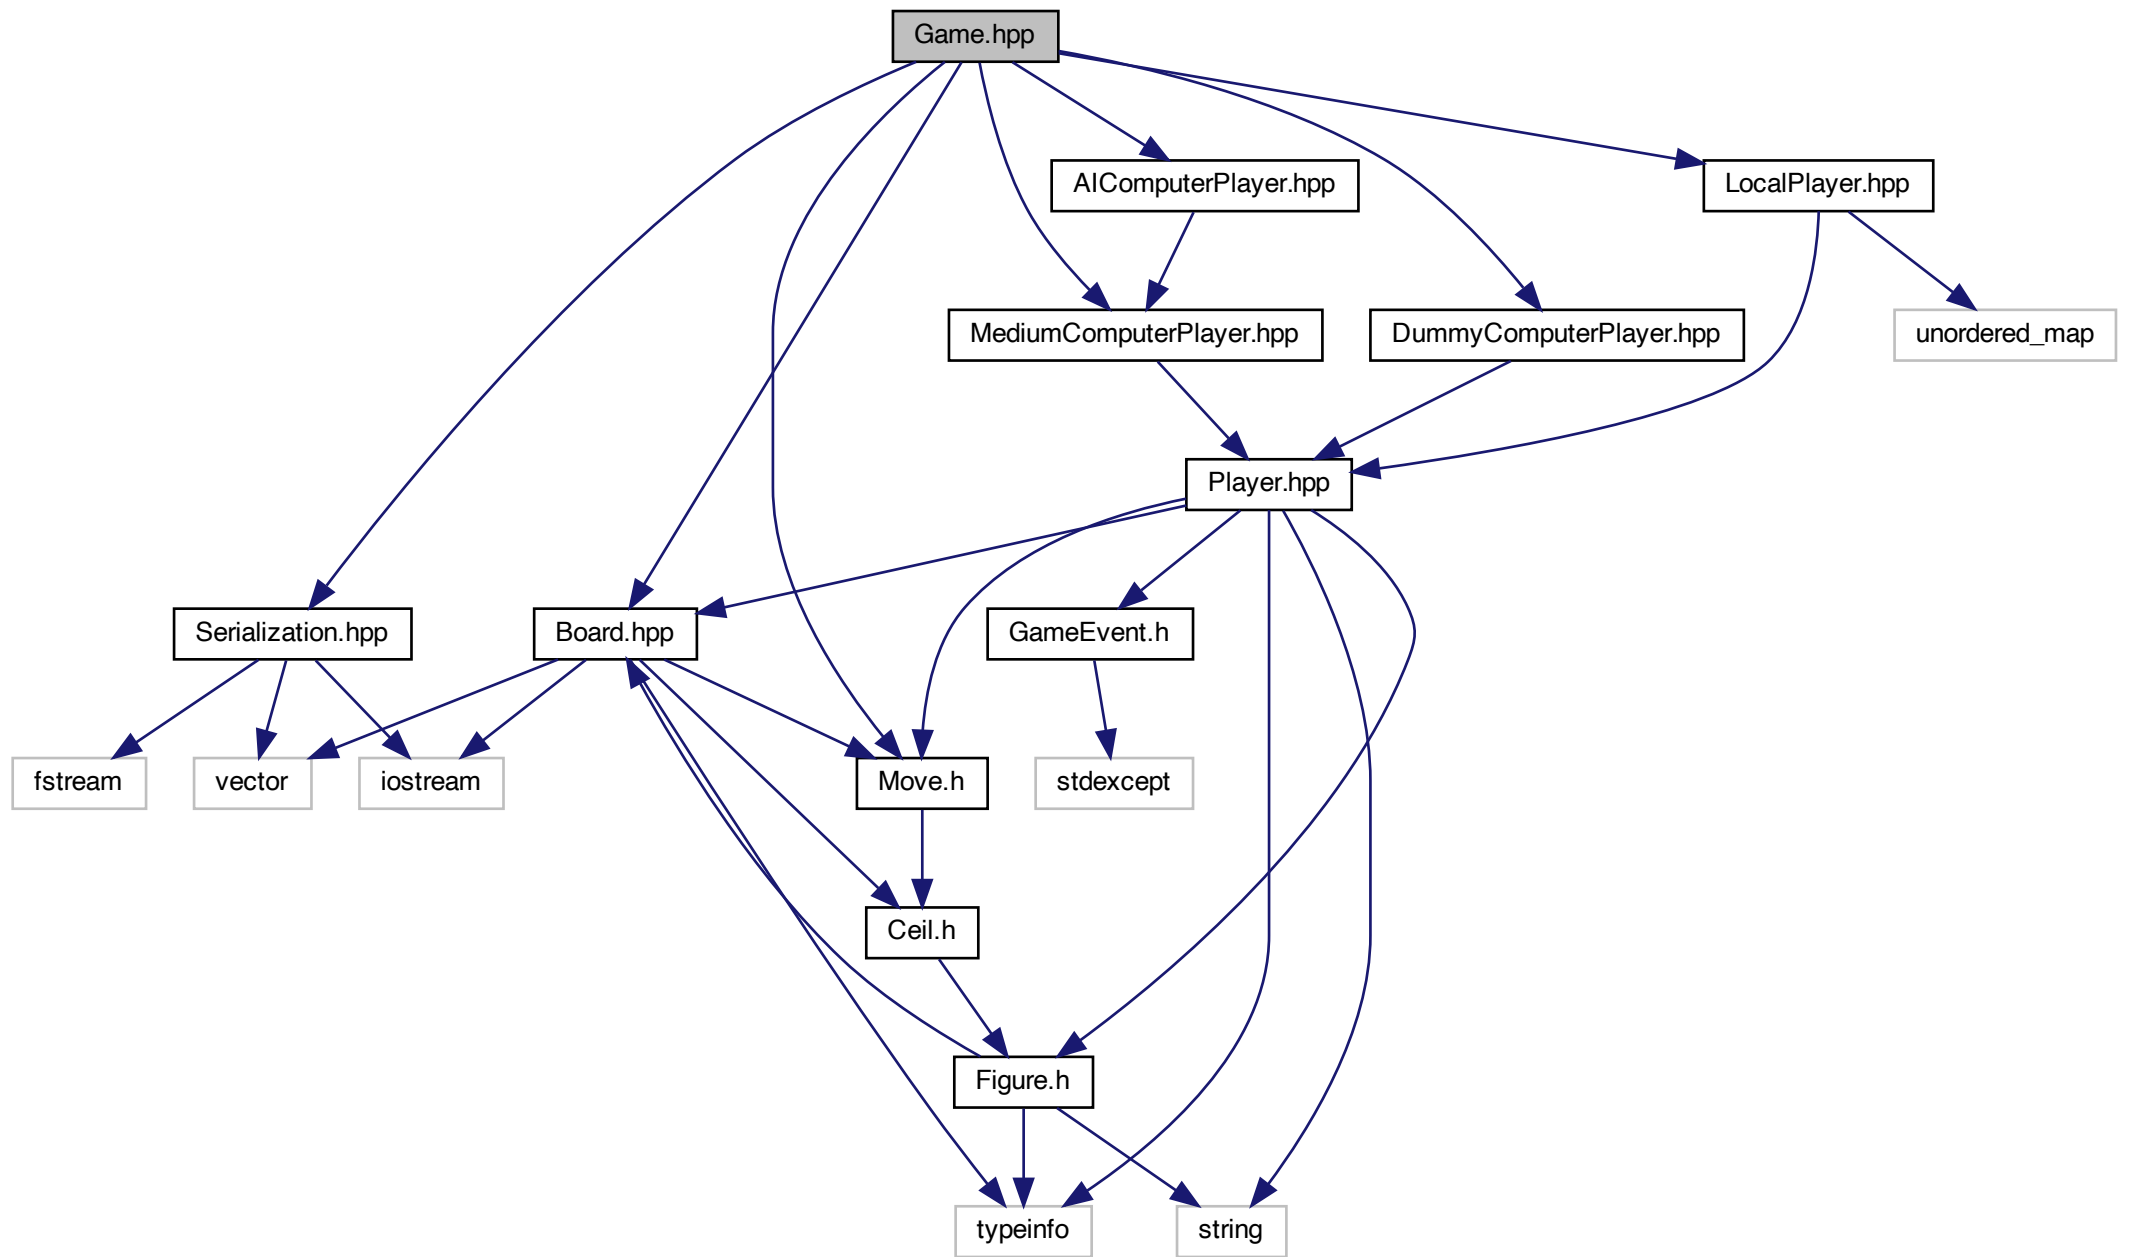 Game.hpp
AIComputerPlayer.hpp
LocalPlayer.hpp
MediumComputerPlayer.hpp
DummyComputerPlayer.hpp
unordered_map
Player.hpp
Serialization.hpp
Board.hpp
GameEvent.h
fstream
vector
iostream
Move.h
stdexcept
Ceil.h
Figure.h
typeinfo
string